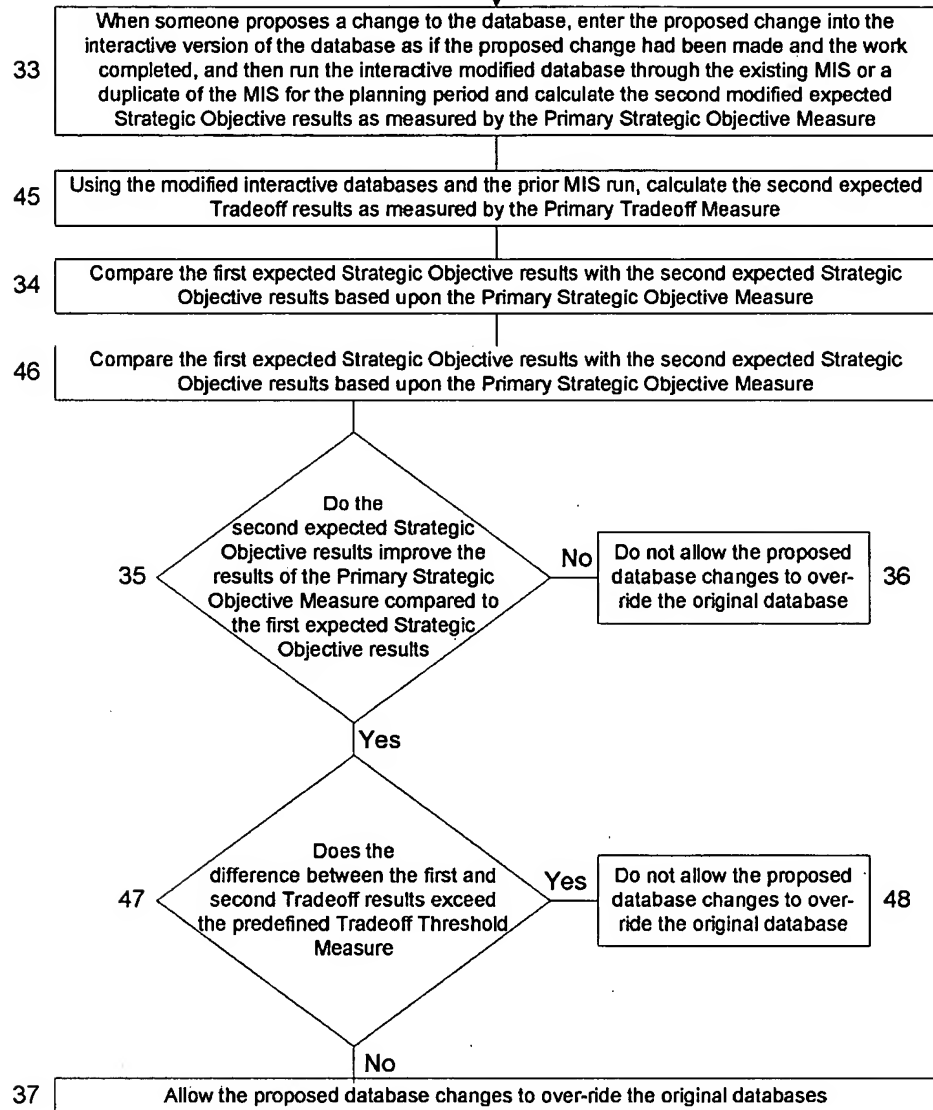 When someone proposes a change to the database, enter the proposed change into the
interactive version of the database as if the proposed change had been made and the work
33
completed, and then run the interactive modified database through the existing MIS or a
duplicate of the MIS for the planning period and calculate the second modified expected
Strategic Objective results as measured by the Primary Strategic Objective Measure
45
Using the modified interactive databases and the prior MIS run, calculate the second expected
Tradeoff results as measured by the Primary Tradeoff Measure
34
Compare the first expected Strategic Objective results with the second expected Strategic
Objective results based upon the Primary Strategic Objective Measure
46
Compare the first expected Strategic Objective results with the second expected Strategic
Objective results based upon the Primary Strategic Objective Measure
35
Do the
second expected Strategic
Objective results improve the
results of the Primary Strategic
Objective Measure compared to
the first expected Strategic
Objective results
No
Do not allow the proposed
database changes to over-
ride the original database
36
Yes
47
Does the
difference between the first and
second Tradeoff results exceed
the predefined Tradeoff Threshold
Measure
Yes
Do not allow the proposed
database changes to over-
ride the original database
48
No
37
Allow the proposed database changes to over-ride the original databases